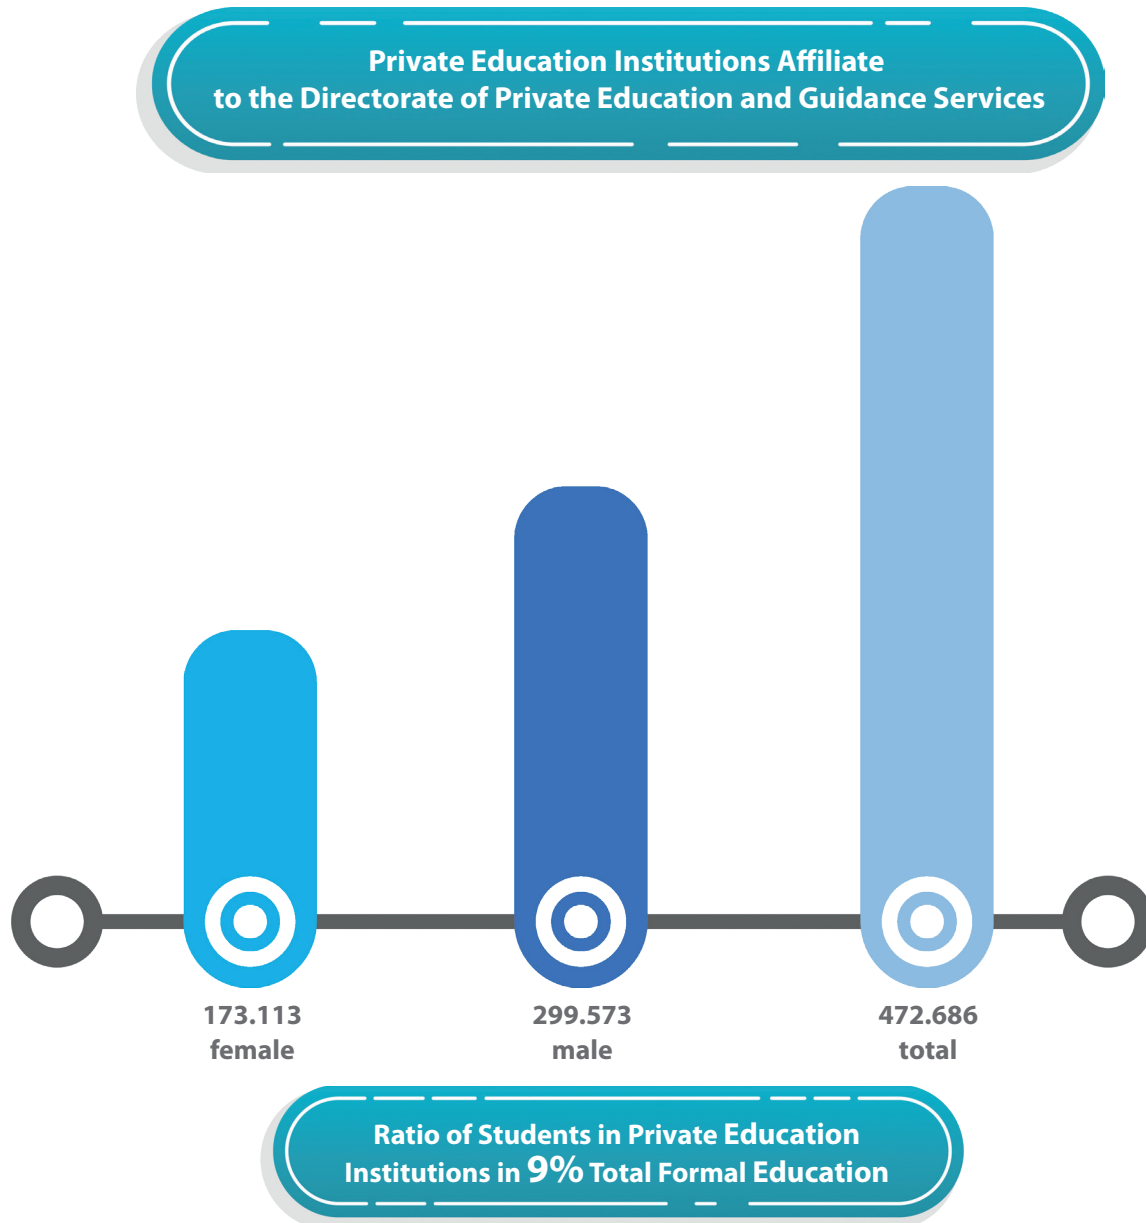 Private Education Institutions Affiliate
to the Directorate of Private Education and Guidance Services
173.113
female
299.573
male
472.686
total
Ratio of Students in Private Education
Institutions in 9% Total Formal Education